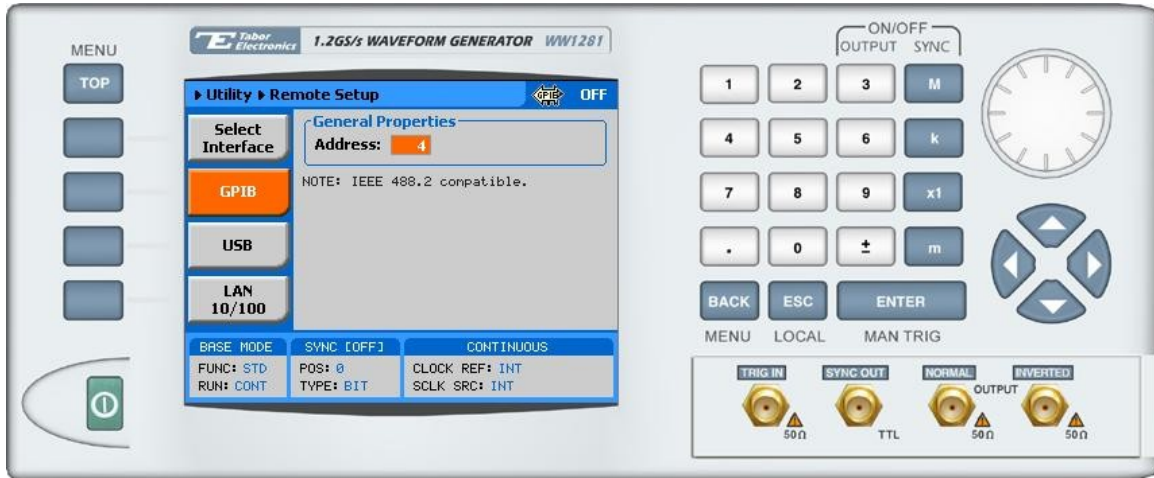 MENU
TOP
Tabor Electronics 1.2GS/s WAVEFORM GENERATOR WW1281
Utility Remote Setup GPIB OFF
Select
Interface
General Properties
Address: 4
GPIB
NOTE: IEEE 488.2 compatible.
USB
LAN
10/100
BASE MODE SYNC [OFF] CONTINUOUS
FUNC: STD POS: 0 CLOCK REF: INT
RUN: CONT TYPE: BIT SCLK SRC: INT
ON/OFF
OUTPUT SYNC
1 2 3 M
4 5 6 k
7 8 9 x1
. 0 ± m
BACK ESC ENTER
MENU LOCAL MAN TRIG
TRIG IN SYNC OUT NORMAL INVERTED
OUTPUT
50Ω TTL 50Ω 50Ω